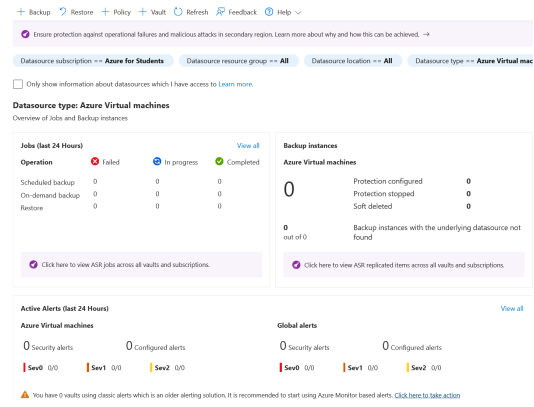 Backup Restore Policy Vault Refresh Feedback Help
Ensure protection against operational failures and malicious attacks in secondary region. Learn more about why and how this can be achieved. →
Datasource subscription == Azure for Students Datasource resource group == All Datasource location == All Datasource type == Azure Virtual mac
Only show information about datasources which I have access to Learn more.
Datasource type: Azure Virtual machines
Overview of Jobs and Backup instances
Jobs (last 24 Hours) View all
Operation Failed In progress Completed
Scheduled backup 0 0 0
On-demand backup 0 0 0
Restore 0 0 0
Click here to view ASR jobs across all vaults and subscriptions.
Backup instances
Azure Virtual machines
0
Protection configured 0
Protection stopped 0
Soft deleted 0
0
out of 0
Backup instances with the underlying datasource not
found
Click here to view ASR replicated items across all vaults and subscriptions.
Active Alerts (last 24 Hours) View all
Azure Virtual machines
0 Security alerts 0 Configured alerts
Sev0 0/0 Sev1 0/0 Sev2 0/0
Global alerts
0 Security alerts 0 Configured alerts
Sev0 0/0 Sev1 0/0 Sev2 0/0
You have 0 vaults using classic alerts which is an older alerting solution. It is recommended to start using Azure Monitor based alerts. Click here to take action